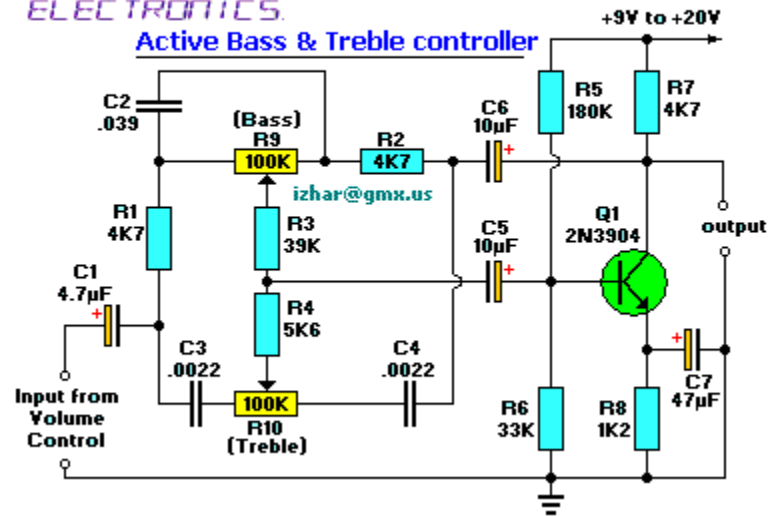 ELECTRONICS.
+9V to +20V
Active Bass & Treble controller
C2
.039
(Bass)
R9
100K
R2
4K7
C6
10µF
+
R5
180K
R7
4K7
izhar@gmx.us
R1
4K7
R3
39K
C5
10µF
+
Q1
2N3904
output
C1
4.7µF
+
R4
5K6
C3
.0022
C4
.0022
+
C7
47µF
Input from
Volume
Control
100K
R10
(Treble)
R6
33K
R8
1K2